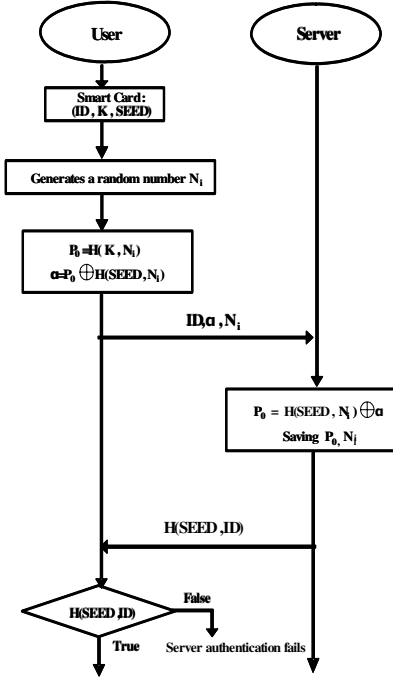 User
Server
Smart Card:
(ID, K, SEED)
Generates a random number Nᵢ
P₀=H( K, Nᵢ)
α=P₀ ⊕H(SEED, Nᵢ)
ID,α , Nᵢ
P₀ = H(SEED, Nᵢ) ⊕α
Saving P₀, Nᵢ
H(SEED,ID)
H(SEED,ID)
False
True
Server authentication fails